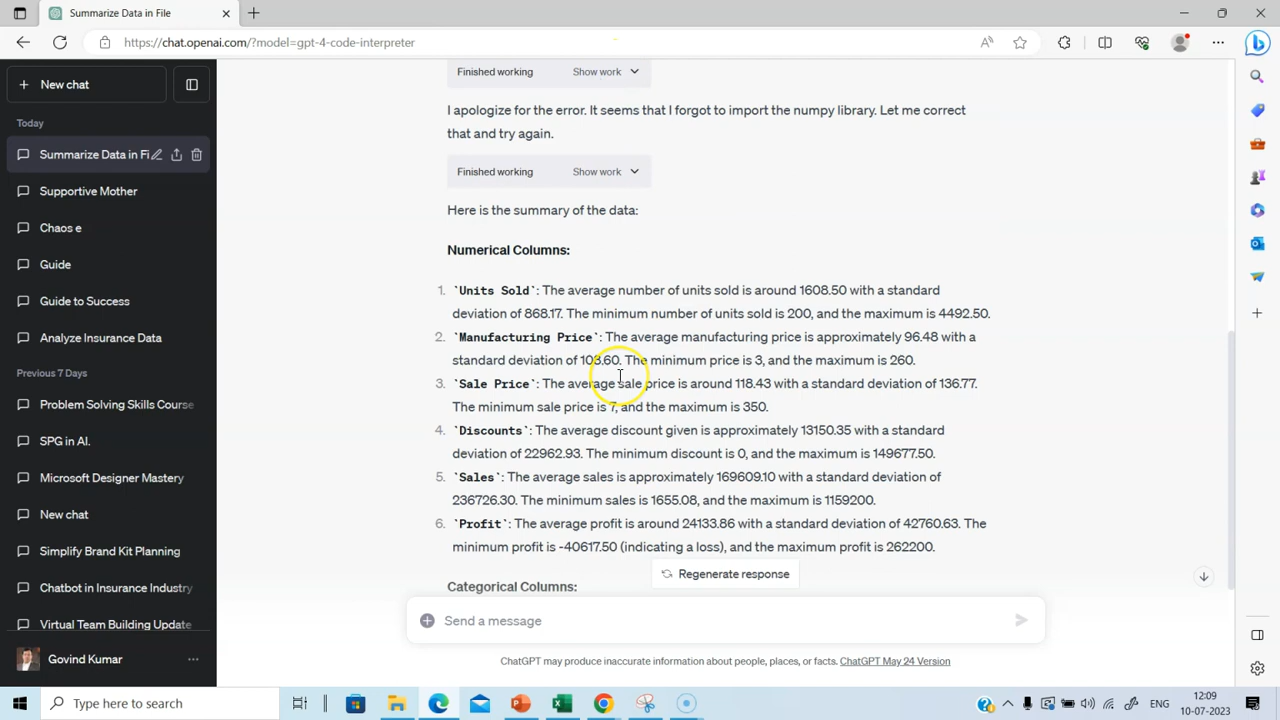 Summarize Data in File
https://chat.openai.com/?model=gpt-4-code-interpreter
New chat
Today
Summarize Data in Fi
Supportive Mother
Chaos e
Guide
Guide to Success
Analyze Insurance Data
Previous 7 Days
Problem Solving Skills Course
SPG in AI.
Microsoft Designer Mastery
New chat
Simplify Brand Kit Planning
Chatbot in Insurance Industry
Virtual Team Building Update
Govind Kumar
Finished working Show work
I apologize for the error. It seems that I forgot to import the numpy library. Let me correct
that and try again.
Finished working Show work
Here is the summary of the data:
Numerical Columns:
1. `Units Sold`: The average number of units sold is around 1608.50 with a standard
deviation of 868.17. The minimum number of units sold is 200, and the maximum is 4492.50.
2. `Manufacturing Price`: The average manufacturing price is approximately 96.48 with a
standard deviation of 108.60. The minimum price is 3, and the maximum is 260.
3. `Sale Price`: The average sale price is around 118.43 with a standard deviation of 136.77.
The minimum sale price is 7, and the maximum is 350.
4. `Discounts`: The average discount given is approximately 13150.35 with a standard
deviation of 22962.93. The minimum discount is 0, and the maximum is 149677.50.
5. `Sales`: The average sales is approximately 169609.10 with a standard deviation of
236726.30. The minimum sales is 1655.08, and the maximum is 1159200.
6. `Profit`: The average profit is around 24133.86 with a standard deviation of 42760.63. The
minimum profit is -40617.50 (indicating a loss), and the maximum profit is 262200.
Regenerate response
Categorical Columns:
Send a message
ChatGPT may produce inaccurate information about people, places, or facts. ChatGPT May 24 Version
Type here to search
ENG
12:09
10-07-2023